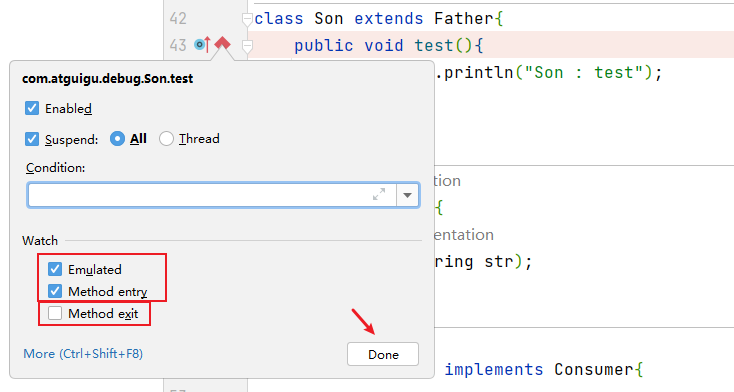 42 class Son extends Father{
43 public void test(){
.println("Son : test");
com.atguigu.debug.Son.test
Enabled
Suspend: All Thread
Condition:
tion
{
Watch
entation
Emulated
ring str);
Method entry
Method exit
More (Ctrl+Shift+F8) Done
implements Consumer{